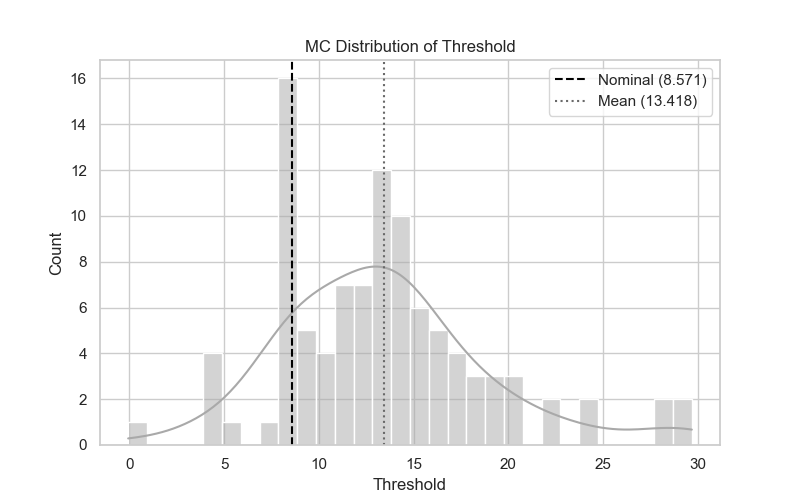 MC Distribution of Threshold
Nominal (8.571)
Mean (13.418)
Count
16
14
12
10
8
6
4
2
0
0 5 10 15 20 25 30
Threshold